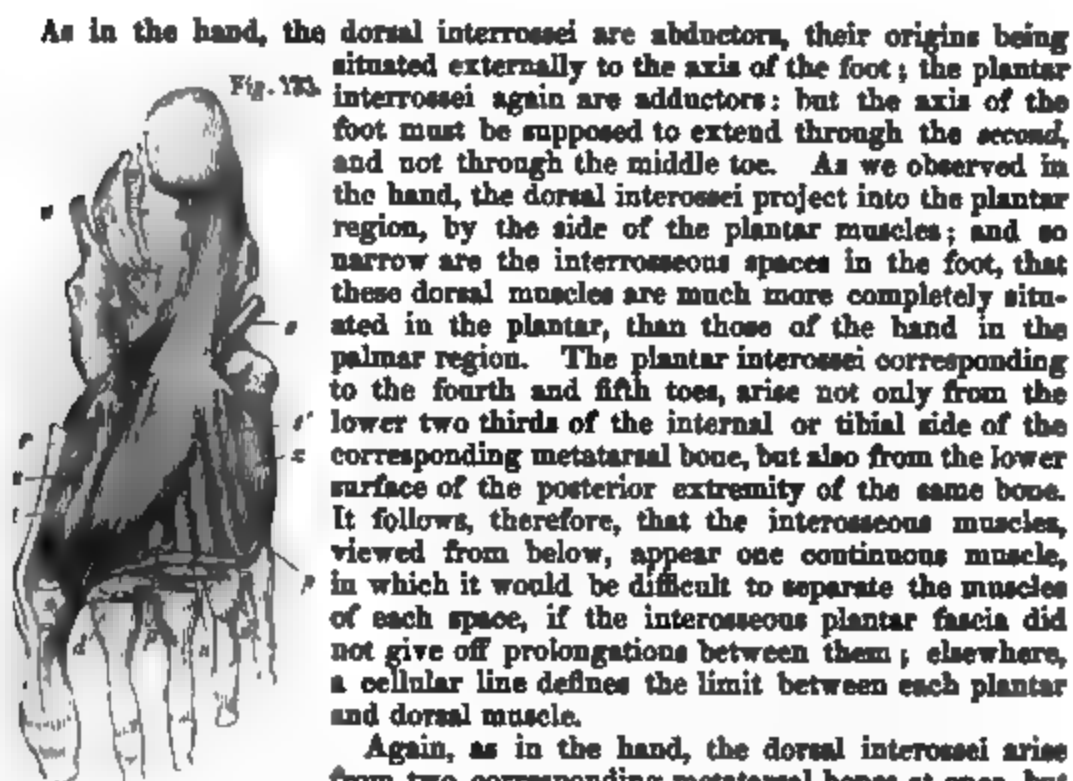 As in the hand, the dorsal interrossei are abductors, their origins being
situated externally to the axis of the foot; the plantar
interrossei again are adductors: but the axis of the
foot must be supposed to extend through the second,
and not through the middle toe. As we observed in
the hand, the dorsal interossei project into the plantar
region, by the side of the plantar muscles; and so
narrow are the interrosseous spaces in the foot, that
these dorsal muscles are much more completely situ-
ated in the plantar, than those of the hand in the
palmar region. The plantar interossei corresponding
to the fourth and fifth toes, arise not only from the
lower two thirds of the internal or tibial side of the
corresponding metatarsal bone, but also from the lower
surface of the posterior extremity of the same bone.
It follows, therefore, that the interosseous muscles,
viewed from below, appear one continuous muscle,
in which it would be difficult to separate the muscles
of each space, if the interosseous plantar fascia did
not give off prolongations between them; elsewhere,
a cellular line defines the limit between each plantar
and dorsal muscle.
Again, as in the hand, the dorsal interossei arise
from two corresponding metatarsal bones at once, but
Fig.